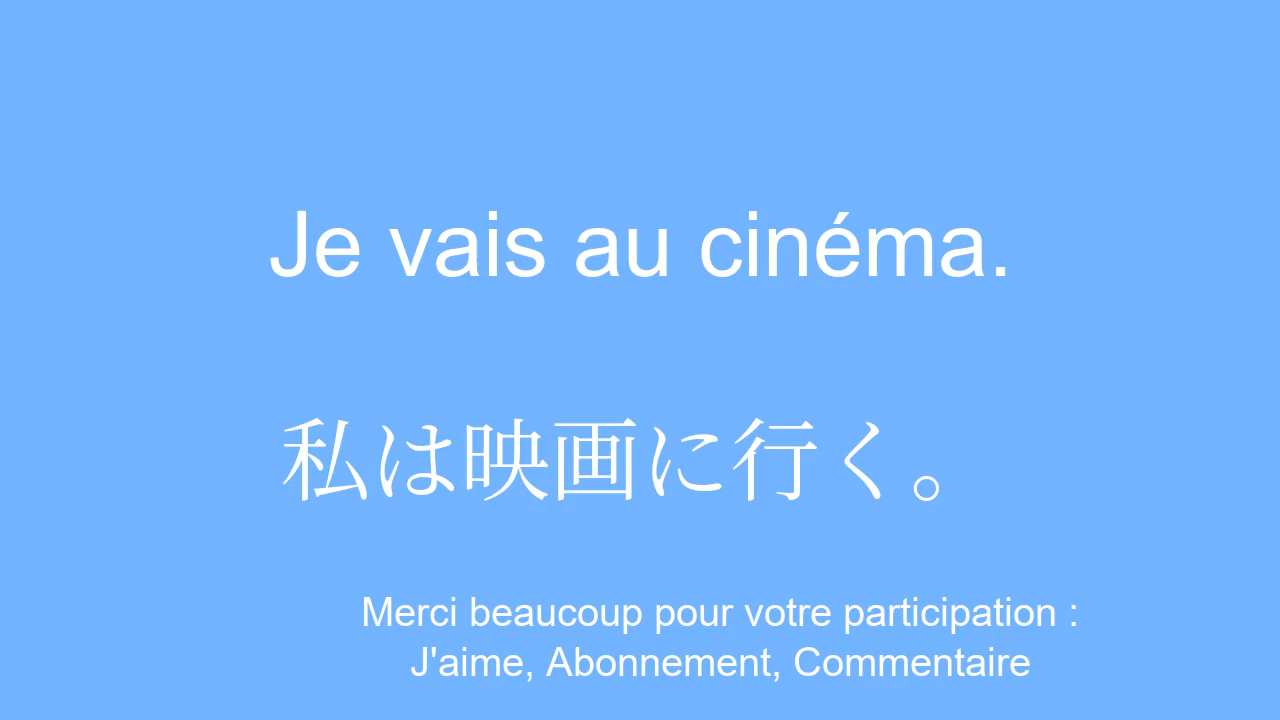 Je vais au cinéma.
私は映画に行く。
Merci beaucoup pour votre participation :
J'aime, Abonnement, Commentaire